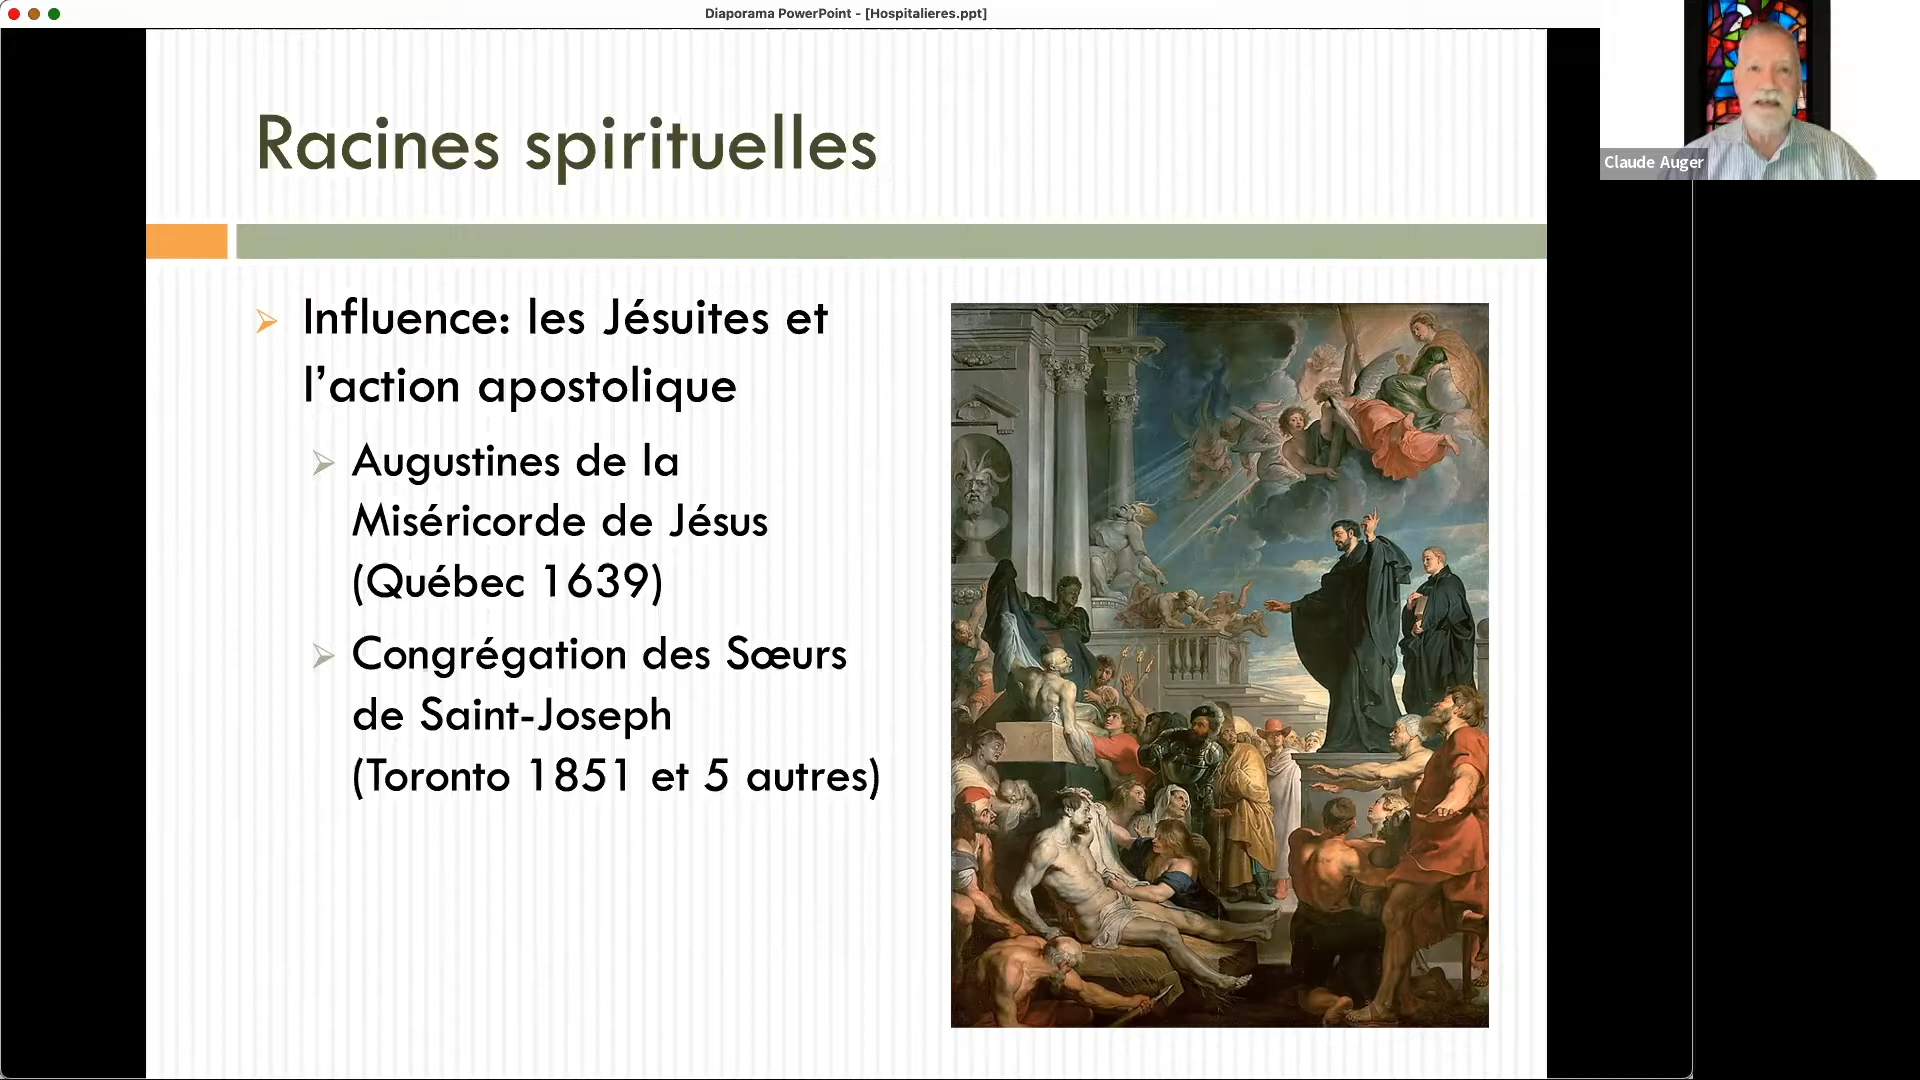 Diaporama PowerPoint - [Hospitalieres.ppt]
Claude Auger
Racines spirituelles
Influence: les Jésuites et
l’action apostolique
Augustines de la
Miséricorde de Jésus
(Québec 1639)
Congrégation des Sœurs
de Saint-Joseph
(Toronto 1851 et 5 autres)